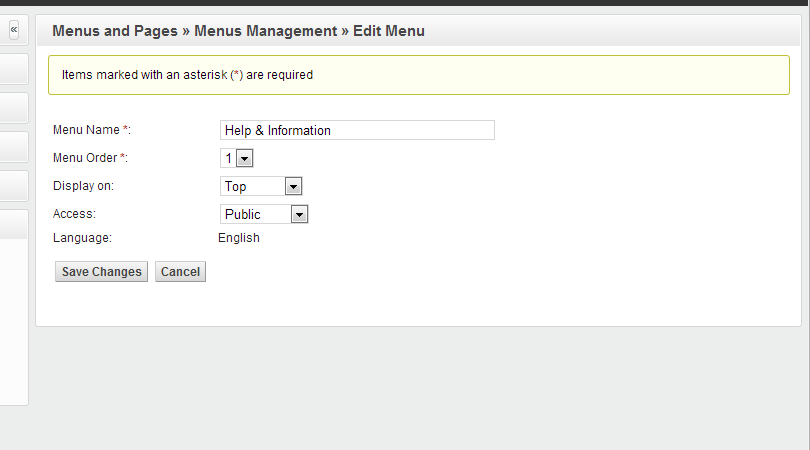 «
Menus and Pages » Menus Management » Edit Menu
Items marked with an asterisk (*) are required
Menu Name *: Help & Information
Menu Order *: 1
Display on: Top
Access: Public
Language: English
Save Changes Cancel